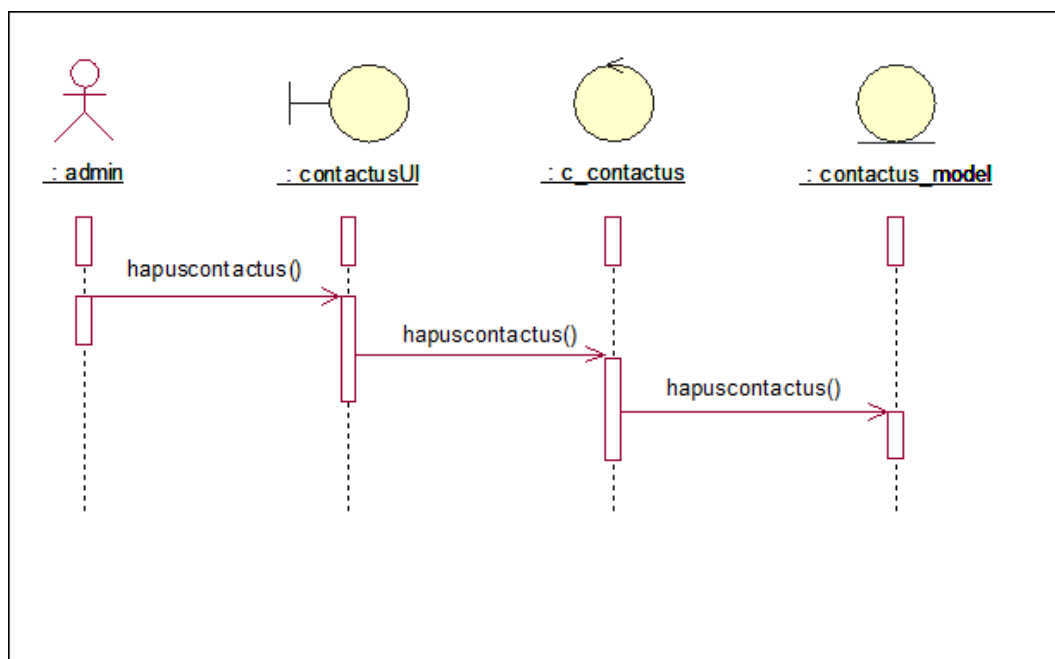 : admin
: contactusUI
: c_contactus
: contactus_model
hapuscontactus()
hapuscontactus()
hapuscontactus()